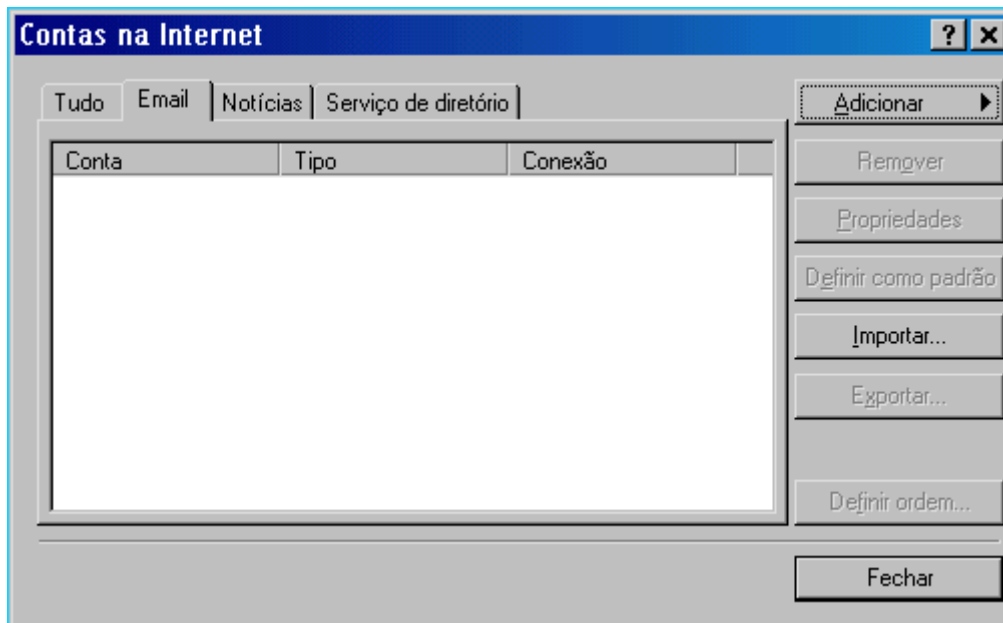 Contas na Internet
Tudo Email Notícias Serviço de diretório
Conta Tipo Conexão
Adicionar
Remover
Propriedades
Definir como padrão
Importar...
Exportar...
Definir ordem...
Fechar